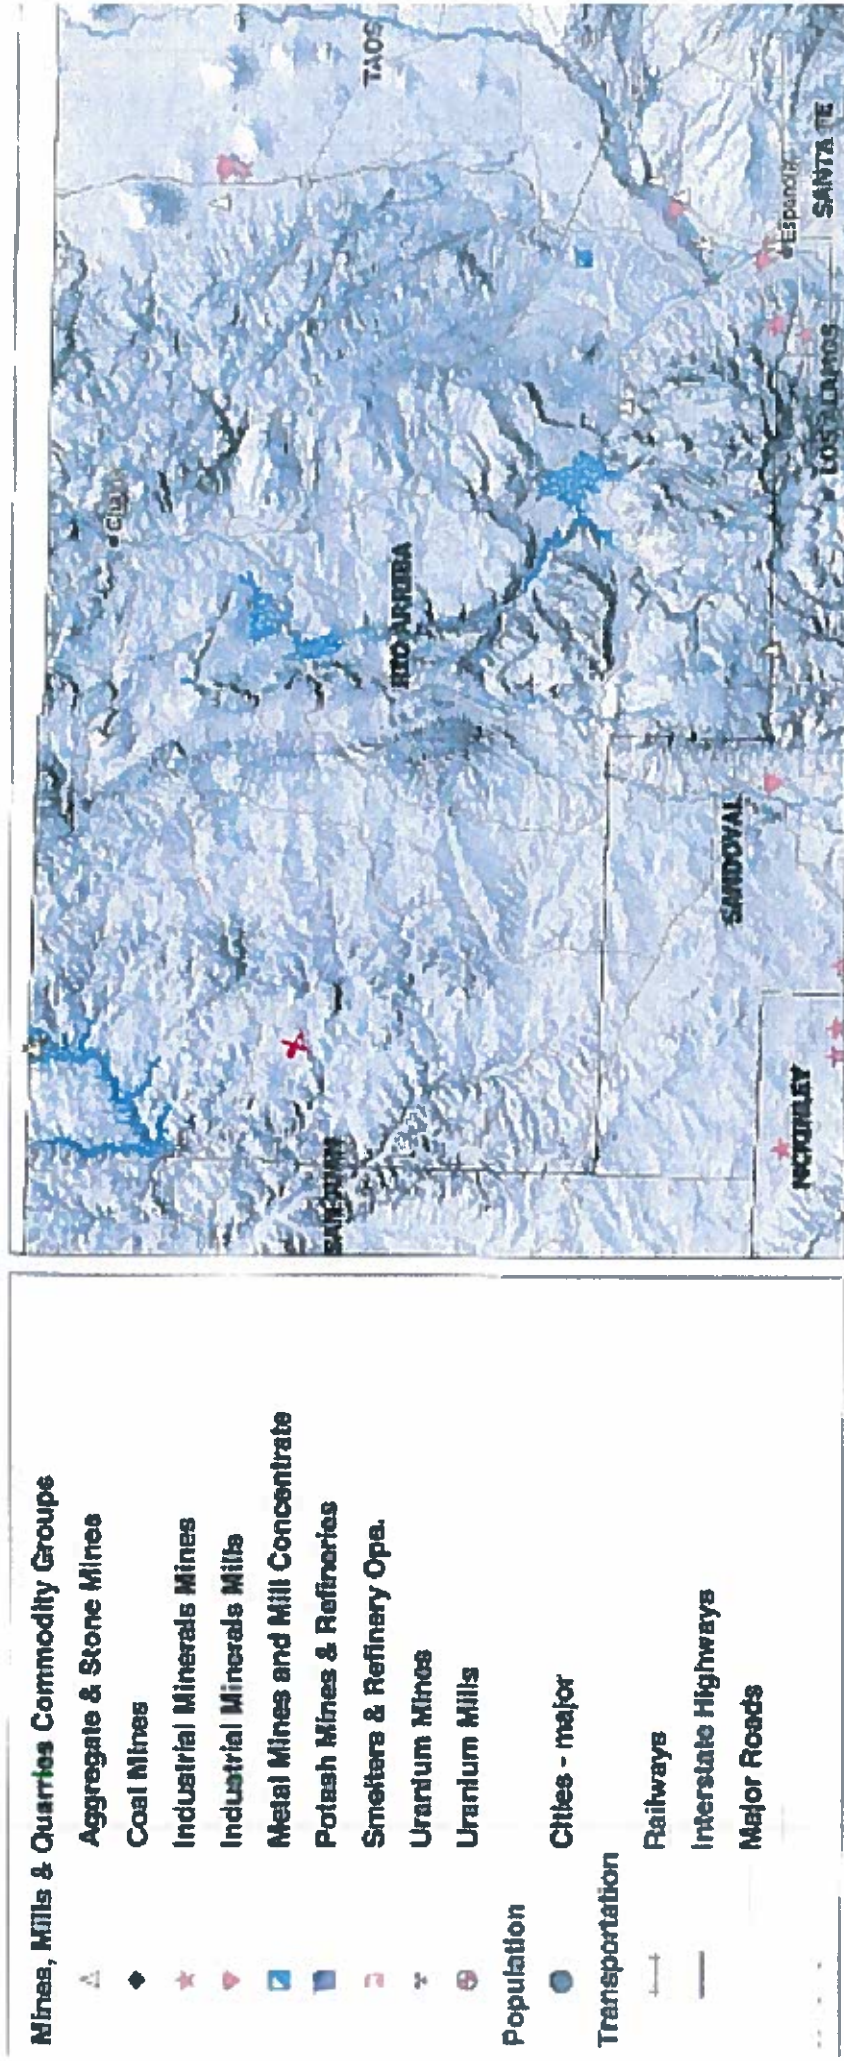 Mines, Mills & Quarries Commodity Groups
Aggregate & Stone Mines
Coal Mines
Industrial Minerals Mines
Industrial Minerals Mills
Metal Mines and Mill Concentrate
Potash Mines & Refineries
Smelters & Refinery Ops.
Uranium Mines
Uranium Mills
Population
Cities - major
Transportation
Railways
Interstate Highways
Major Roads
TAOS
RIO ARRIBA
SAN JUAN
SANDOVAL
MCKINLEY
LOS ALAMOS
Espanola
SANTA FE